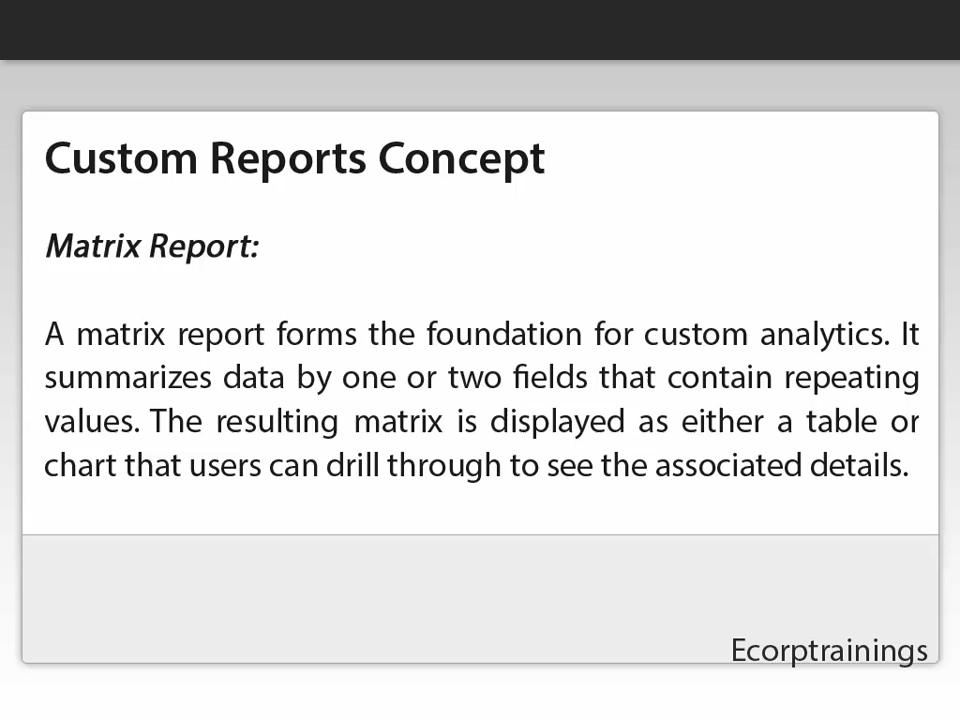 Custom Reports Concept
Matrix Report:
A matrix report forms the foundation for custom analytics. It
summarizes data by one or two fields that contain repeating
values. The resulting matrix is displayed as either a table or
chart that users can drill through to see the associated details.
Ecorptrainings